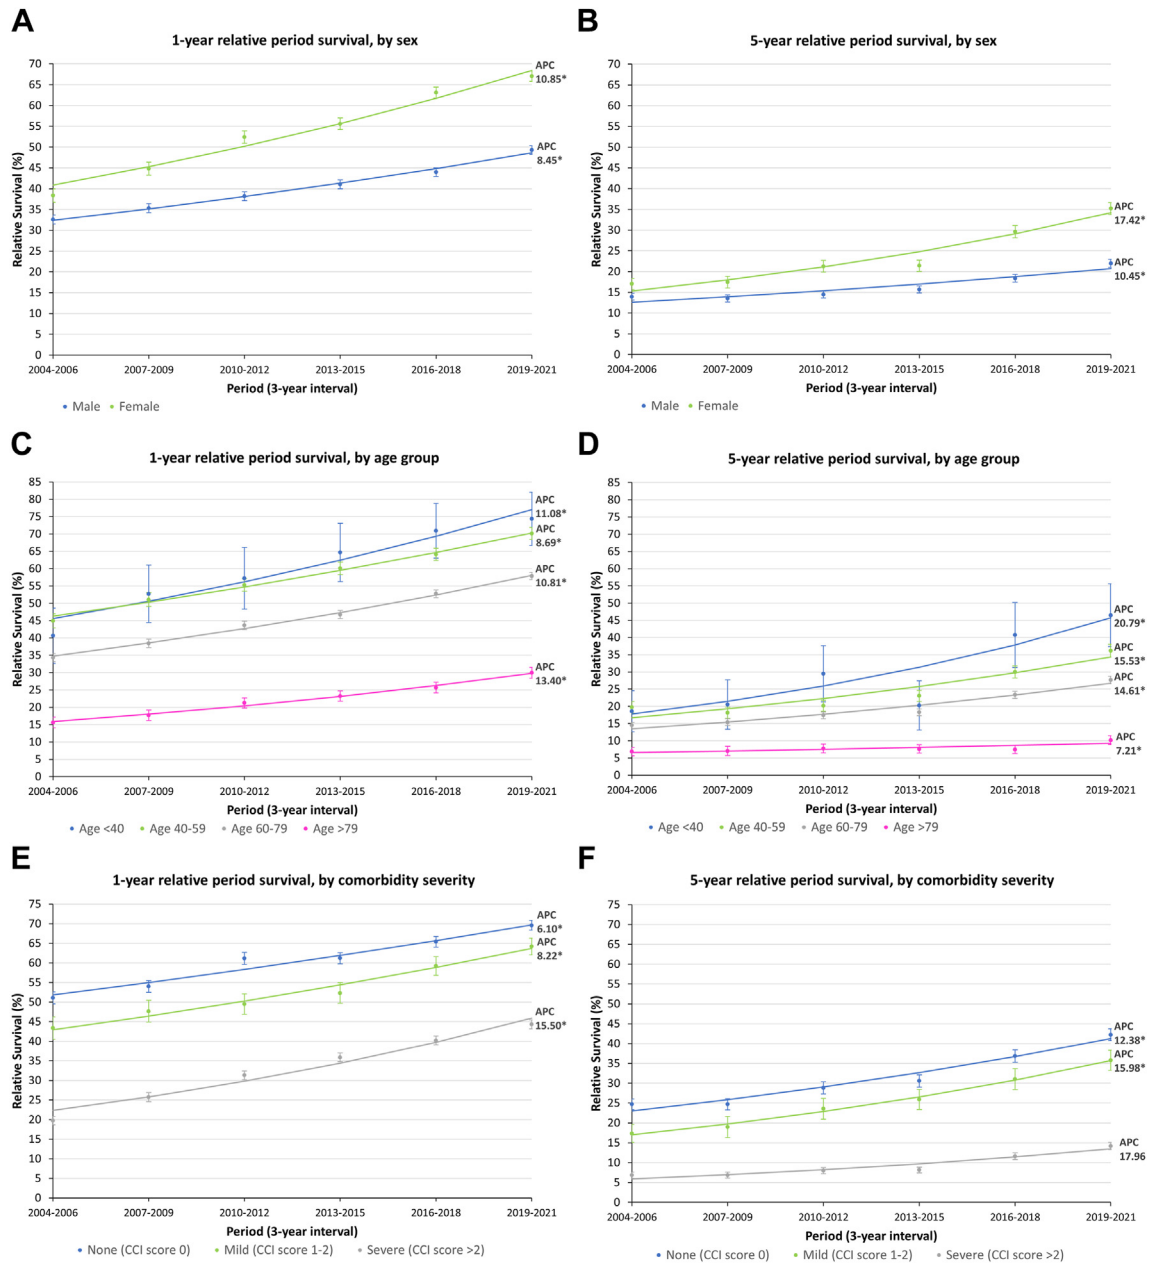 A
1-year relative period survival, by sex
Relative Survival (%)
70
65
60
55
50
45
40
35
30
25
20
15
10
5
0
APC
10.85*
APC
8.45*
2004-2006 2007-2009 2010-2012 2013-2015 2016-2018 2019-2021
Period (3-year interval)
Male Female
B
5-year relative period survival, by sex
Relative Survival (%)
70
65
60
55
50
45
40
35
30
25
20
15
10
5
0
APC
17.42*
APC
10.45*
2004-2006 2007-2009 2010-2012 2013-2015 2016-2018 2019-2021
Period (3-year interval)
Male Female
C
1-year relative period survival, by age group
Relative Survival (%)
85
80
75
70
65
60
55
50
45
40
35
30
25
20
15
10
5
0
APC
11.08*
APC
8.69*
APC
10.81*
APC
13.40*
2004-2006 2007-2009 2010-2012 2013-2015 2016-2018 2019-2021
Period (3-year interval)
Age <40 Age 40-59 Age 60-79 Age >79
D
5-year relative period survival, by age group
Relative Survival (%)
85
80
75
70
65
60
55
50
45
40
35
30
25
20
15
10
5
0
APC
20.79*
APC
15.53*
APC
14.61*
APC
7.21*
2004-2006 2007-2009 2010-2012 2013-2015 2016-2018 2019-2021
Period (3-year interval)
Age <40 Age 40-59 Age 60-79 Age >79
E
1-year relative period survival, by comorbidity severity
Relative Survival (%)
75
70
65
60
55
50
45
40
35
30
25
20
15
10
5
0
APC
6.10*
APC
8.22*
APC
15.50*
2004-2006 2007-2009 2010-2012 2013-2015 2016-2018 2019-2021
Period (3-year interval)
None (CCI score 0) Mild (CCI score 1-2) Severe (CCI score >2)
F
5-year relative period survival, by comorbidity severity
Relative Survival (%)
75
70
65
60
55
50
45
40
35
30
25
20
15
10
5
0
APC
12.38*
APC
15.98*
APC
17.96
2004-2006 2007-2009 2010-2012 2013-2015 2016-2018 2019-2021
Period (3-year interval)
None (CCI score 0) Mild (CCI score 1-2) Severe (CCI score >2)